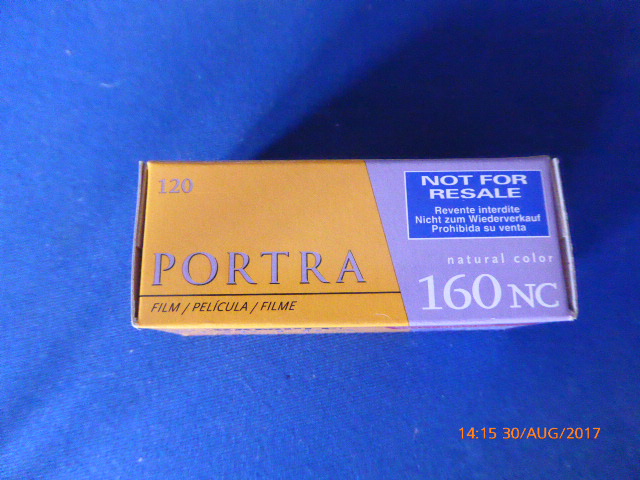 120
PORTRA
FILM / PELÍCULA / FILME
NOT FOR
RESALE
Revente interdite
Nicht zum Wiederverkauf
Prohibida su venta
natural color
160 NC
14:15 30/AUG/2017